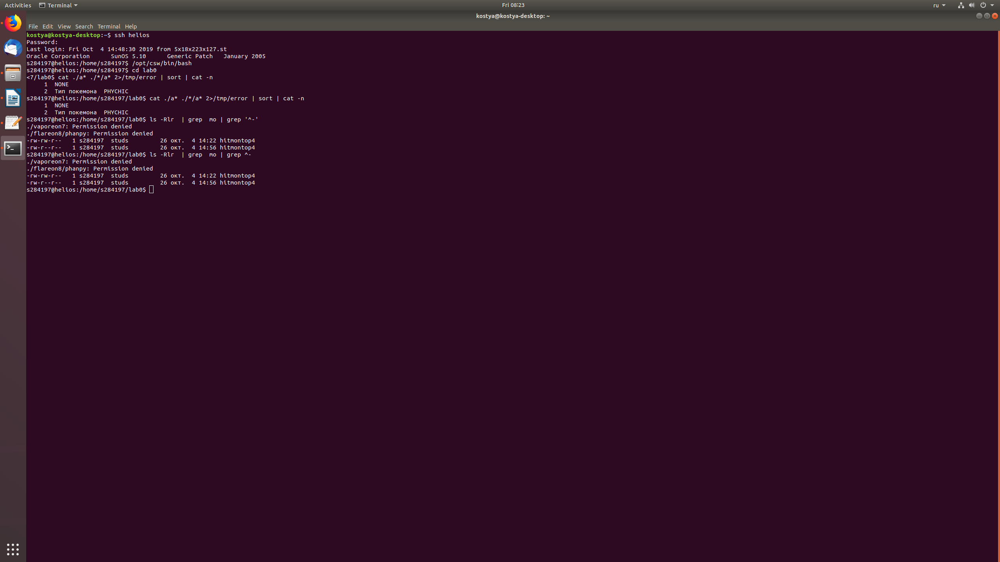 Activities Terminal Fri 08:23 ru
kostya@kostya-desktop: ~
File Edit View Search Terminal Help
kostya@kostya-desktop:~$ ssh helios
Password:
Last login: Fri Oct  4 14:48:30 2019 from 5x18x223x127.st
Oracle Corporation      SunOS 5.10      Generic Patch   January 2005
s284197@helios:/home/s284197$ /opt/csw/bin/bash
s284197@helios:/home/s284197$ cd lab0
<7/lab0$ cat ./a* ./*/a* 2>/tmp/error | sort | cat -n
     1  NONE
     2  Тип покемона  PHYCHIC
s284197@helios:/home/s284197/lab0$ cat ./a* ./*/a* 2>/tmp/error | sort | cat -n
     1  NONE
     2  Тип покемона  PHYCHIC
s284197@helios:/home/s284197/lab0$ ls -Rlr  | grep  mo | grep '^-'
./vaporeon7: Permission denied
./flareon8/phanpy: Permission denied
-rw-rw-r--   1 s284197  studs         26 окт.  4 14:22 hitmontop4
-rw-r--r--   1 s284197  studs         26 окт.  4 14:56 hitmontop4
s284197@helios:/home/s284197/lab0$ ls -Rlr  | grep  mo | grep ^-
./vaporeon7: Permission denied
./flareon8/phanpy: Permission denied
-rw-rw-r--   1 s284197  studs         26 окт.  4 14:22 hitmontop4
-rw-r--r--   1 s284197  studs         26 окт.  4 14:56 hitmontop4
s284197@helios:/home/s284197/lab0$